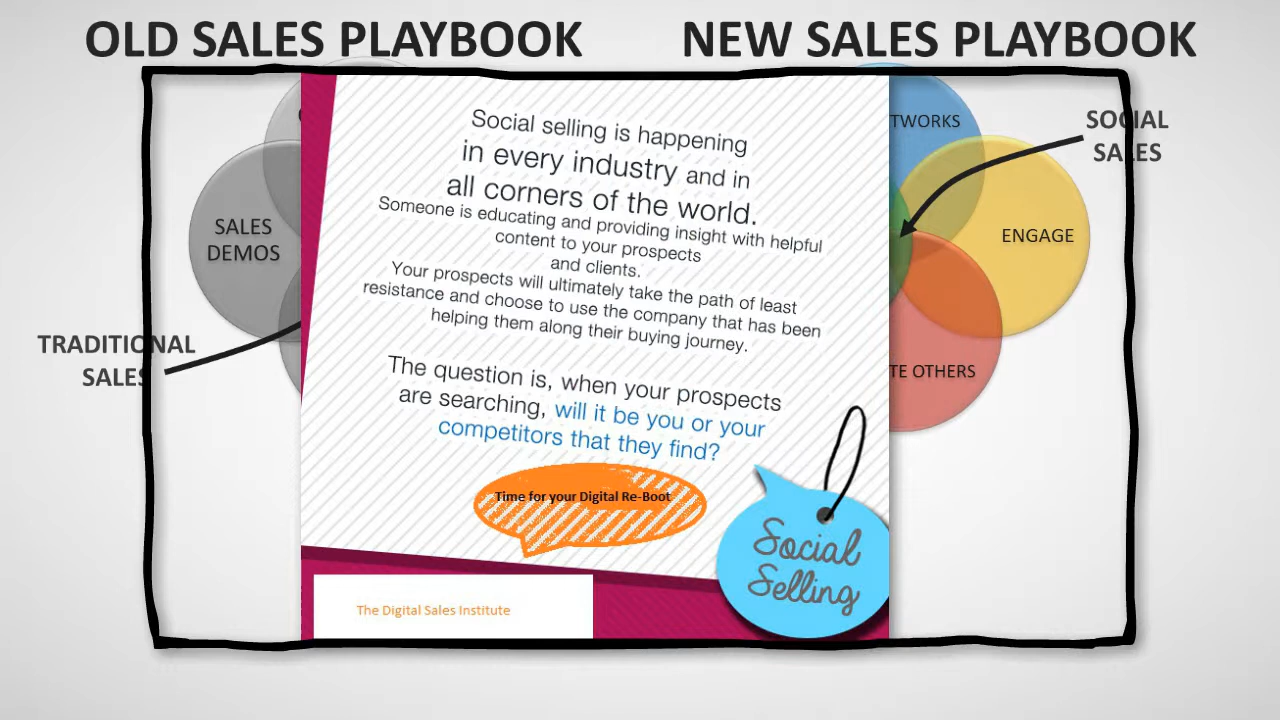 OLD SALES PLAYBOOK
NEW SALES PLAYBOOK
SALES
DEMOS
TRADITIONAL
SALES
Social selling is happening
in every industry and in
all corners of the world.
Someone is educating and providing insight with helpful
content to your prospects
and clients.
Your prospects will ultimately take the path of least
resistance and choose to use the company that has been
helping them along their buying journey.
The question is, when your prospects
are searching, will it be you or your
competitors that they find?
Time for your Digital Re-Boot
Social
Selling
The Digital Sales Institute
TWORKS
SOCIAL
SALES
ENGAGE
TE OTHERS